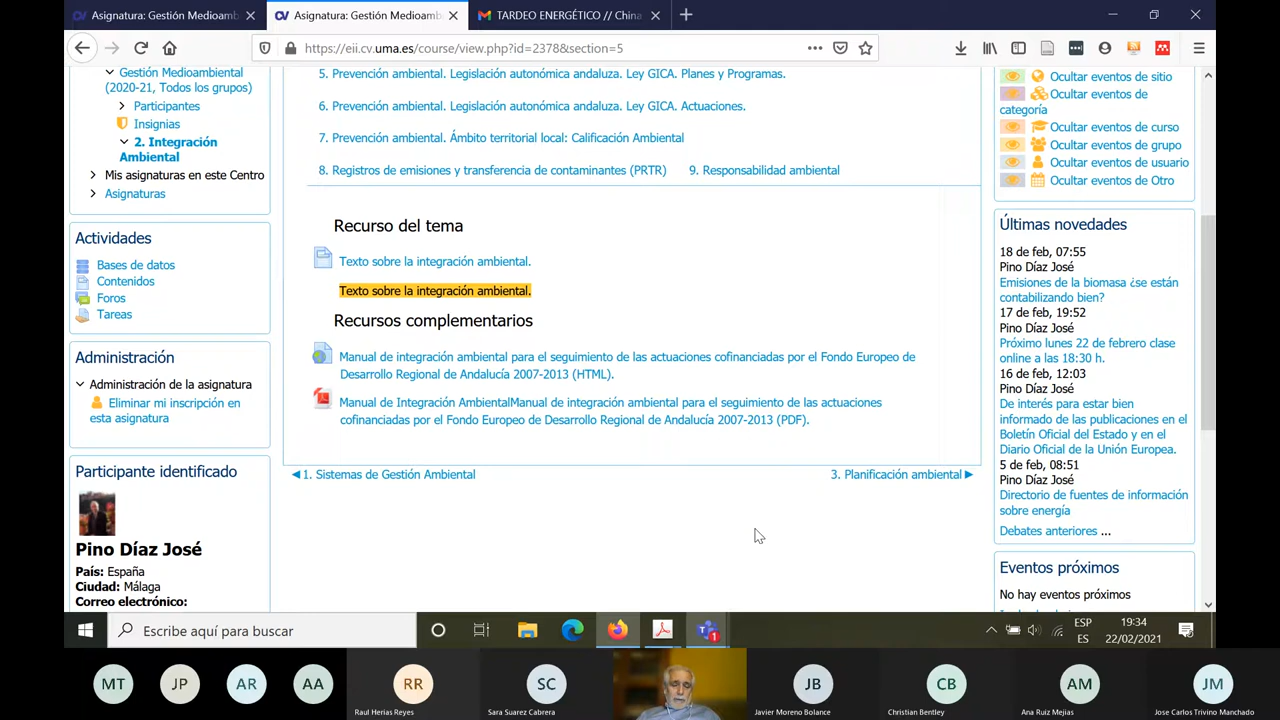 Asignatura: Gestión Medioamb
Asignatura: Gestión Medioamb
TARDEO ENERGÉTICO // China
https://eii.cv.uma.es/course/view.php?id=2378&section=5
Gestión Medioambiental
(2020-21, Todos los grupos)
Participantes
Insignias
2. Integración
Ambiental
Mis asignaturas en este Centro
Asignaturas
Actividades
Bases de datos
Contenidos
Foros
Tareas
Administración
Administración de la asignatura
Eliminar mi inscripción en
esta asignatura
Participante identificado
Pino Díaz José
País: España
Ciudad: Málaga
Correo electrónico:
5. Prevención ambiental. Legislación autonómica andaluza. Ley GICA. Planes y Programas.
6. Prevención ambiental. Legislación autonómica andaluza. Ley GICA. Actuaciones.
7. Prevención ambiental. Ámbito territorial local: Calificación Ambiental
8. Registros de emisiones y transferencia de contaminantes (PRTR) 9. Responsabilidad ambiental
Recurso del tema
Texto sobre la integración ambiental.
Texto sobre la integración ambiental.
Recursos complementarios
Manual de integración ambiental para el seguimiento de las actuaciones cofinanciadas por el Fondo Europeo de
Desarrollo Regional de Andalucía 2007-2013 (HTML).
Manual de Integración AmbientalManual de integración ambiental para el seguimiento de las actuaciones
cofinanciadas por el Fondo Europeo de Desarrollo Regional de Andalucía 2007-2013 (PDF).
1. Sistemas de Gestión Ambiental
3. Planificación ambiental
Ocultar eventos de sitio
Ocultar eventos de
categoría
Ocultar eventos de curso
Ocultar eventos de grupo
Ocultar eventos de usuario
Ocultar eventos de Otro
Últimas novedades
18 de feb, 07:55
Pino Díaz José
Emisiones de la biomasa ¿se están
contabilizando bien?
17 de feb, 19:52
Pino Díaz José
Próximo lunes 22 de febrero clase
online a las 18:30 h.
16 de feb, 12:03
Pino Díaz José
De interés para estar bien
informado de las publicaciones en el
Boletín Oficial del Estado y en el
Diario Oficial de la Unión Europea.
5 de feb, 08:51
Pino Díaz José
Directorio de fuentes de información
sobre energía
Debates anteriores ...
Eventos próximos
No hay eventos próximos
Escribe aquí para buscar
ESP
ES
19:34
22/02/2021
MT
JP
AR
AA
RR
SC
JB
CB
AM
JM
Raul Herias Reyes
Sara Suarez Cabrera
Javier Moreno Bolance
Christian Bentley
Ana Ruiz Mejias
Jose Carlos Trivino Manchado